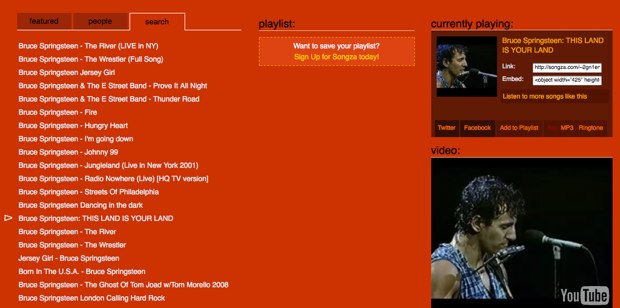 featured
people
search
Bruce Springsteen - The River (LIVE in NY)
Bruce Springsteen - The Wrestler (Full Song)
Bruce Springsteen Jersey Girl
Bruce Springsteen & The E Street Band - Prove It All Night
Bruce Springsteen & The E Street Band - Thunder Road
Bruce Springsteen - Fire
Bruce Springsteen - Hungry Heart
Bruce Springsteen - I'm going down
Bruce Springsteen - Johnny 99
Bruce Springsteen - Jungleland (Live in New York 2001)
Bruce Springsteen - Radio Nowhere (Live) [HQ TV version]
Bruce Springsteen - Streets Of Philadelphia
Bruce Springsteen Dancing in the dark
Bruce Springsteen: THIS LAND IS YOUR LAND
Bruce Springsteen - The River
Bruce Springsteen - The Wrestler
Jersey Girl - Bruce Springsteen
Born In The U.S.A. - Bruce Springsteen
Bruce Springsteen - The Ghost Of Tom Joad w/Tom Morello 2008
Bruce Springsteen London Calling Hard Rock
playlist:
Want to save your playlist?
Sign Up for Songza today!
currently playing:
Bruce Springsteen: THIS LAND
IS YOUR LAND
Link: http://songza.com/~2gn1er
Embed: <object width="425" height
Listen to more songs like this
Twitter Facebook Add to Playlist MP3 Ringtone
video:
YouTube